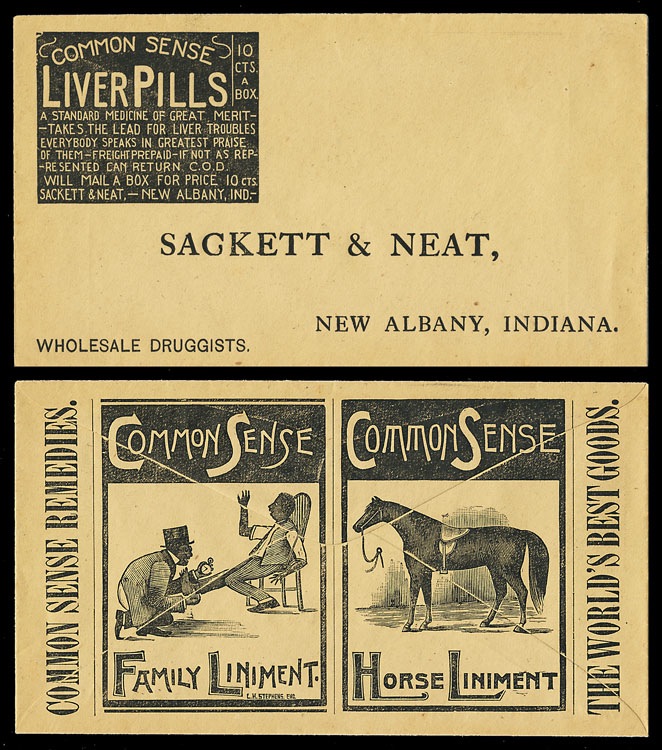 COMMON SENSE
LIVER PILLS
10
CTS.
A
BOX.
A STANDARD MEDICINE OF GREAT MERIT—
—TAKES THE LEAD FOR LIVER TROUBLES
EVERYBODY SPEAKS IN GREATEST PRAISE
OF THEM—FREIGHT PREPAID—IF NOT AS REP-
-RESENTED CAN RETURN C.O.D.
WILL MAIL A BOX FOR PRICE 10 CTS.
SACKETT & NEAT,—NEW ALBANY, IND.—
SACKETT & NEAT,
NEW ALBANY, INDIANA.
WHOLESALE DRUGGISTS.
COMMON SENSE REMEDIES.
COMMON SENSE
FAMILY LINIMENT.
C.H. STEPHENS, ENG.
COMMON SENSE
HORSE LINIMENT
THE WORLD'S BEST GOODS.